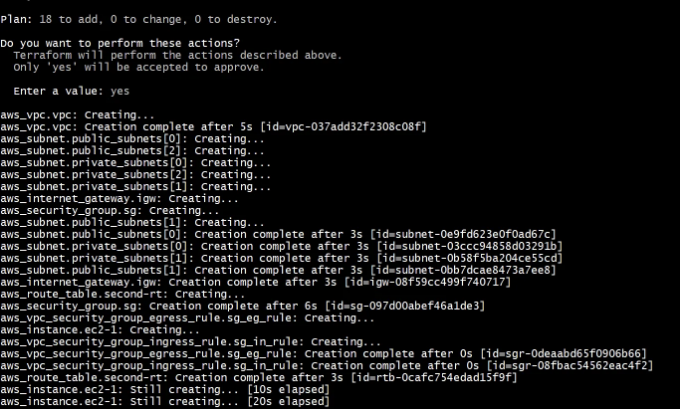 Plan: 18 to add, 0 to change, 0 to destroy.
Do you want to perform these actions?
Terraform will perform the actions described above.
Only 'yes' will be accepted to approve.
Enter a value: yes
aws_vpc.vpc: Creating...
aws_vpc.vpc: Creation complete after 5s [id=vpc-037add32f2308c08f]
aws_subnet.public_subnets[0]: Creating...
aws_subnet.public_subnets[2]: Creating...
aws_subnet.private_subnets[0]: Creating...
aws_subnet.private_subnets[2]: Creating...
aws_subnet.private_subnets[1]: Creating...
aws_internet_gateway.igw: Creating...
aws_security_group.sg: Creating...
aws_subnet.public_subnets[1]: Creating...
aws_subnet.public_subnets[0]: Creation complete after 3s [id=subnet-0e9fd623e0f0ad67c]
aws_subnet.private_subnets[0]: Creation complete after 3s [id=subnet-03ccc94858d03291b]
aws_subnet.private_subnets[1]: Creation complete after 3s [id=subnet-0b58f5ba204ce55cd]
aws_subnet.public_subnets[1]: Creation complete after 3s [id=subnet-0bb7dcae8473a7ee8]
aws_internet_gateway.igw: Creation complete after 3s [id=igw-08f59cc499f740717]
aws_route_table.second-rt: Creating...
aws_security_group.sg: Creation complete after 6s [id=sg-097d00abef46a1de3]
aws_vpc_security_group_egress_rule.sg_eg_rule: Creating...
aws_instance.ec2-1: Creating...
aws_vpc_security_group_ingress_rule.sg_in_rule: Creating...
aws_vpc_security_group_egress_rule.sg_eg_rule: Creation complete after 0s [id=sgr-0deaabd65f0906b66]
aws_vpc_security_group_ingress_rule.sg_in_rule: Creation complete after 0s [id=sgr-08fbac54562eac4f2]
aws_route_table.second-rt: Creation complete after 3s [id=rtb-0cafc754edad15f9f]
aws_instance.ec2-1: Still creating... [10s elapsed]
aws_instance.ec2-1: Still creating... [20s elapsed]